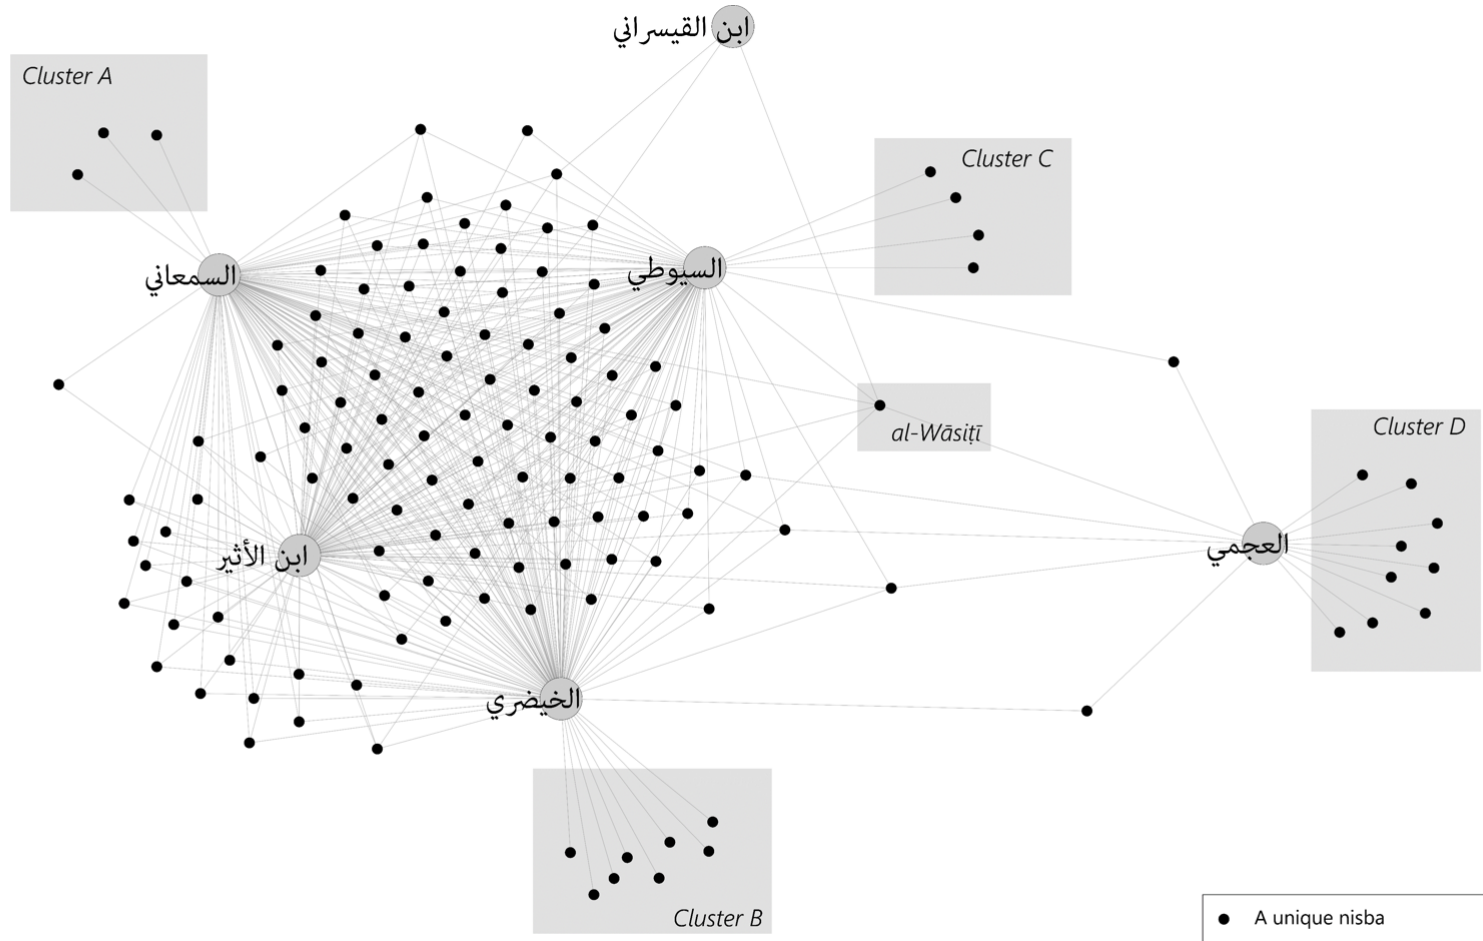 ابن القيسراني
Cluster A
Cluster C
السمعاني
السيوطي
al-Wāsiṭī
Cluster D
ابن الأثير
العجمي
الخيضري
Cluster B
A unique nisba